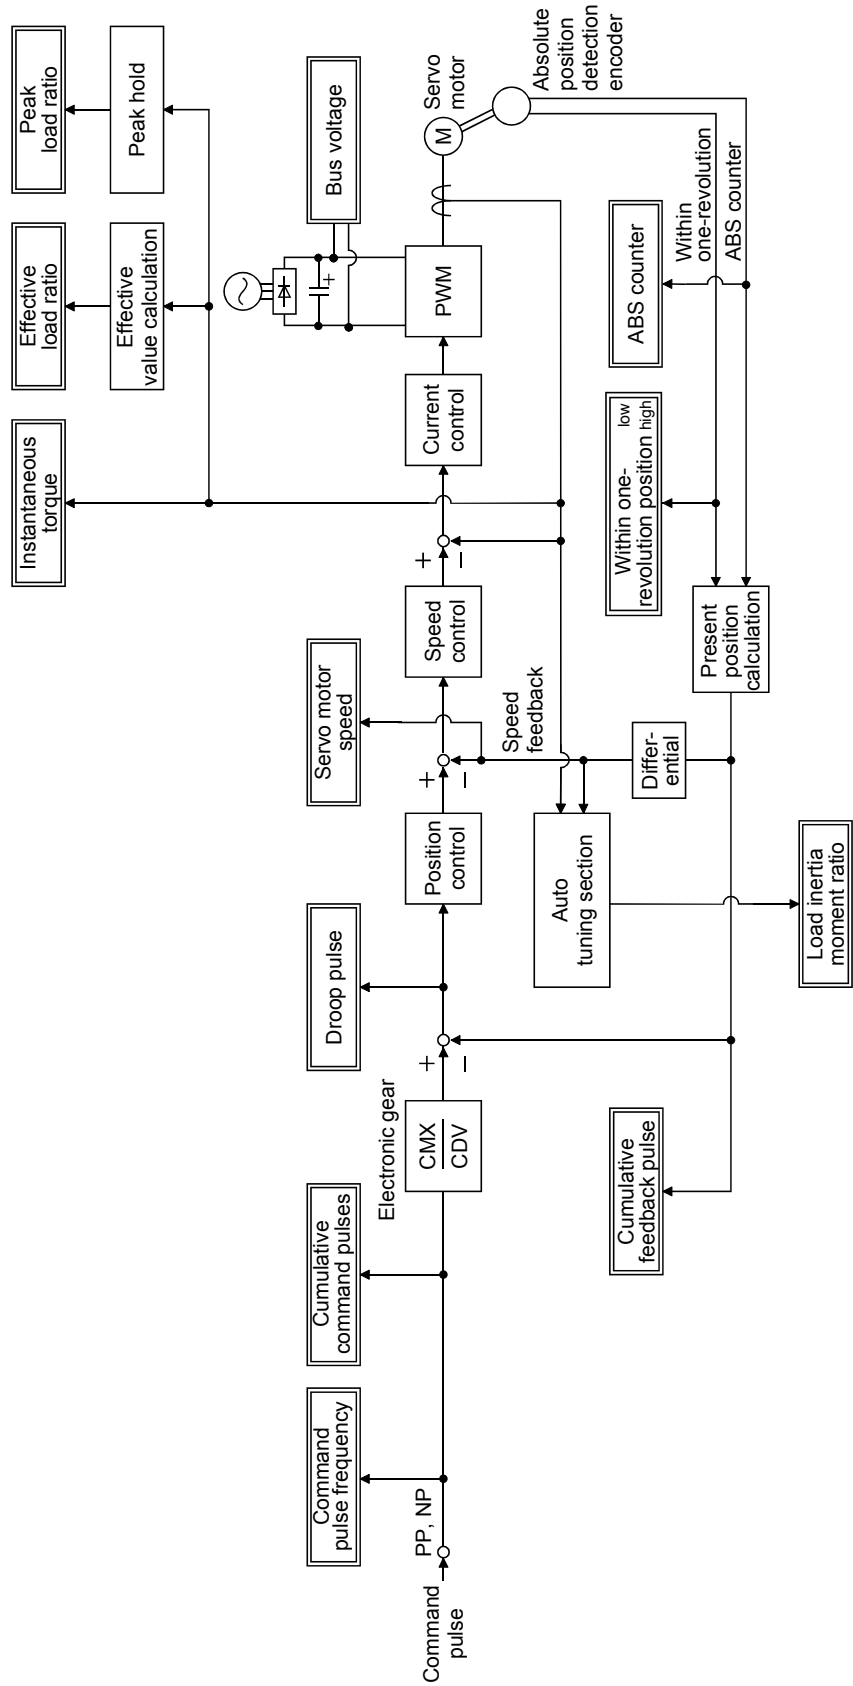 Instantaneous
torque
Effective
load ratio
Peak
load ratio
Effective
value calculation
Peak hold
Command
pulse frequency
Cumulative
command pulses
Droop pulse
Servo motor
speed
Bus voltage
Command
pulse
PP, NP
Electronic gear
CMX
CDV
+
−
Position
control
+
−
Speed
control
+
−
Current
control
PWM
+
M
Servo
motor
Speed
feedback
Absolute
position
detection
encoder
Auto
tuning section
Differ-
ential
Cumulative
feedback pulse
Within one-
revolution position
low
high
ABS counter
Within
one-revolution
ABS counter
Present
position
calculation
Load inertia
moment ratio